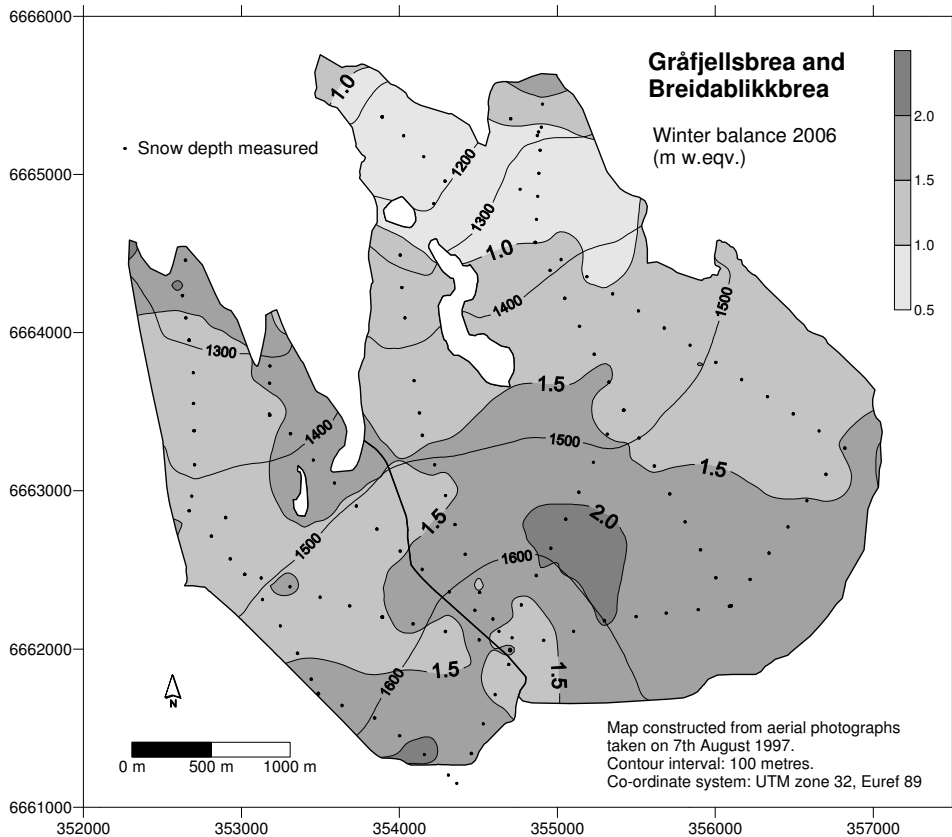 6666000
6665000
6664000
6663000
6662000
6661000
352000
353000
354000
355000
356000
357000
Gråfjellsbrea and
Breidablikkbrea
Winter balance 2006
(m w.eqv.)
2.0
1.5
1.0
0.5
• Snow depth measured
1.0
1200
1300
1.0
1400
1500
1300
1400
1.5
1500
1.5
1.5
2.0
1500
1600
1.5
1.5
1600
N
0 m
500 m
1000 m
Map constructed from aerial photographs
taken on 7th August 1997.
Contour interval: 100 metres.
Co-ordinate system: UTM zone 32, Euref 89